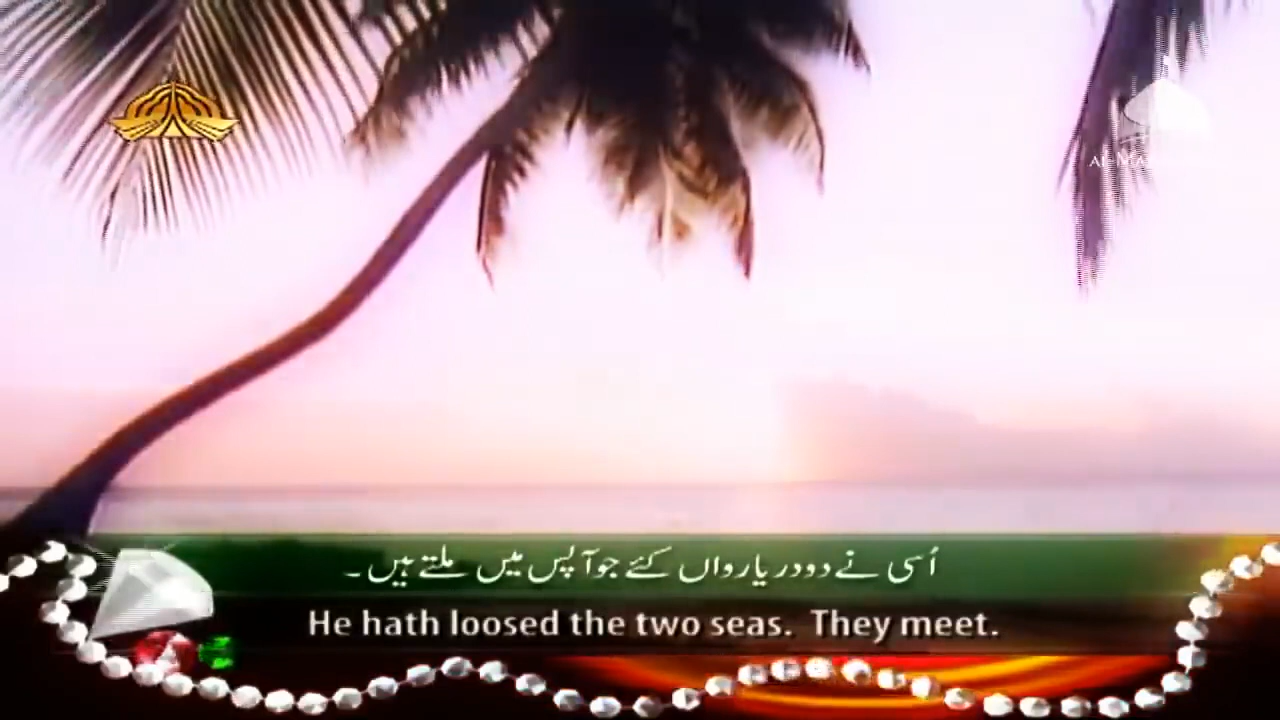 اُسی نے دو دریا رواں کئے جو آپس میں ملتے ہیں۔
He hath loosed the two seas.  They meet.